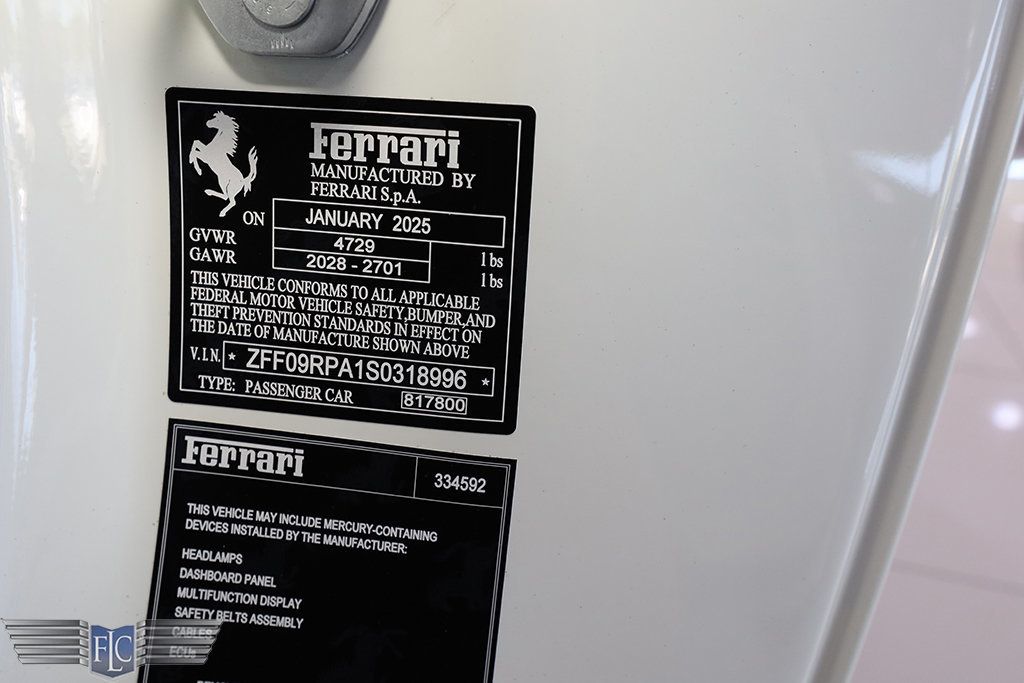 Ferrari
MANUFACTURED BY
FERRARI S.p.A.
ON JANUARY 2025
GVWR 4729 lbs
GAWR 2028 - 2701 lbs
THIS VEHICLE CONFORMS TO ALL APPLICABLE
FEDERAL MOTOR VEHICLE SAFETY,BUMPER,AND
THEFT PREVENTION STANDARDS IN EFFECT ON
THE DATE OF MANUFACTURE SHOWN ABOVE
V.I.N. * ZFF09RPA1S0318996 *
TYPE: PASSENGER CAR 817800
Ferrari 334592
THIS VEHICLE MAY INCLUDE MERCURY-CONTAINING
DEVICES INSTALLED BY THE MANUFACTURER:
HEADLAMPS
DASHBOARD PANEL
MULTIFUNCTION DISPLAY
SAFETY BELTS ASSEMBLY
CABLES
ECUs
FLC